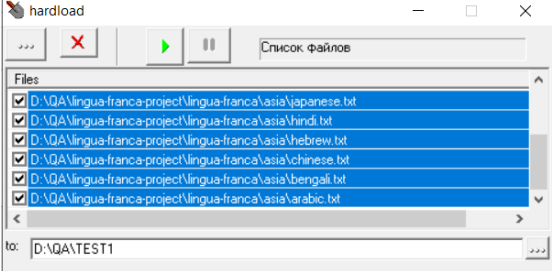 hardload
...
Список файлов
Files
D:\QA\lingua-franca-project\lingua-franca\asia\japanese.txt
D:\QA\lingua-franca-project\lingua-franca\asia\hindi.txt
D:\QA\lingua-franca-project\lingua-franca\asia\hebrew.txt
D:\QA\lingua-franca-project\lingua-franca\asia\chinese.txt
D:\QA\lingua-franca-project\lingua-franca\asia\bengali.txt
D:\QA\lingua-franca-project\lingua-franca\asia\arabic.txt
to: D:\QA\TEST1 ...